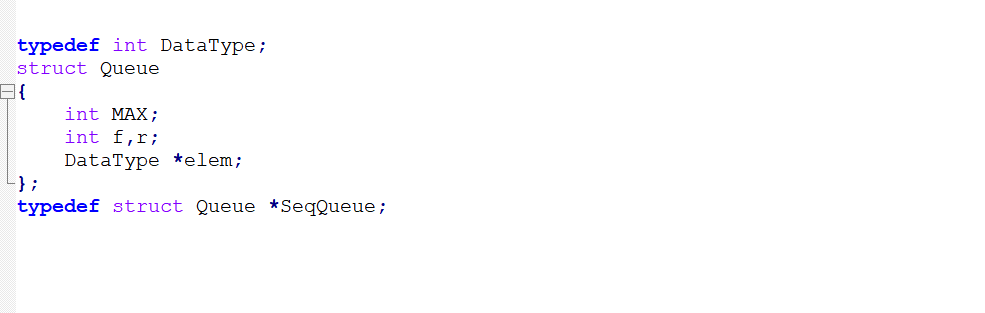 typedef int DataType;
struct Queue
{
    int MAX;
    int f,r;
    DataType *elem;
};
typedef struct Queue *SeqQueue;